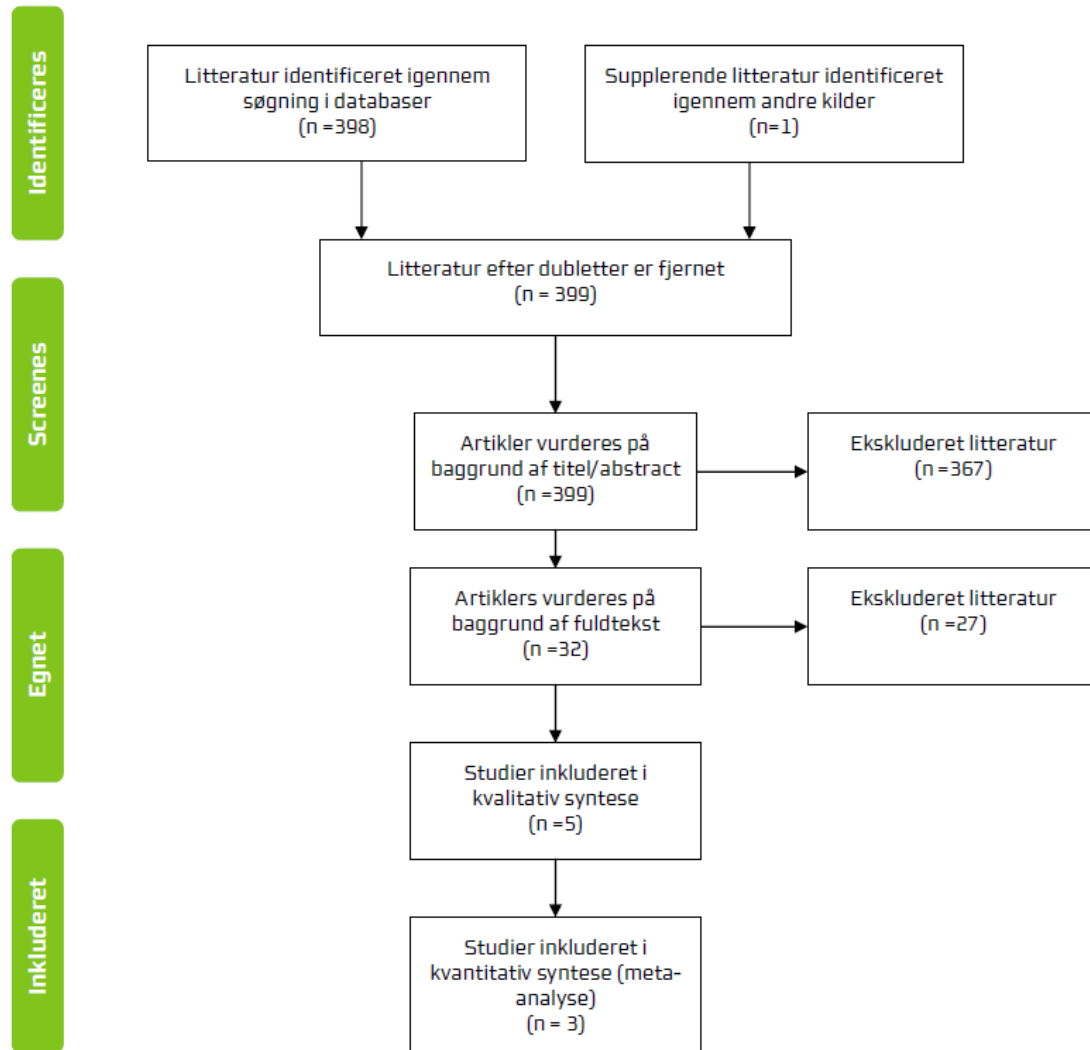 Identificeres
Litteratur identificeret igennem
søgning i databaser
(n =398)
Supplerende litteratur identificeret
igennem andre kilder
(n=1)
Litteratur efter dubletter er fjernet
(n = 399)
Screenes
Artikler vurderes på
baggrund af titel/abstract
(n =399)
Ekskluderet litteratur
(n =367)
Egnet
Artiklers vurderes på
baggrund af fuldtekst
(n =32)
Ekskluderet litteratur
(n =27)
Studier inkluderet i
kvalitativ syntese
(n =5)
Inkluderet
Studier inkluderet i
kvantitativ syntese (meta-
analyse)
(n = 3)